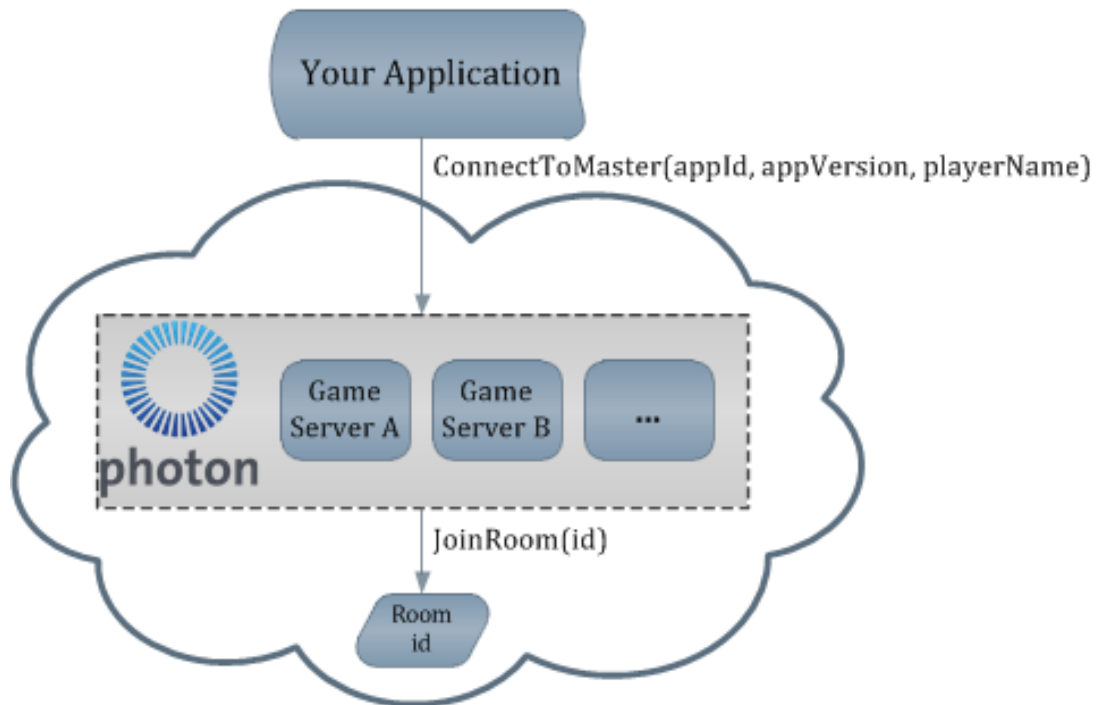 Your Application
ConnectToMaster(appId, appVersion, playerName)
photon
Game
Server A
Game
Server B
...
JoinRoom(id)
Room
id